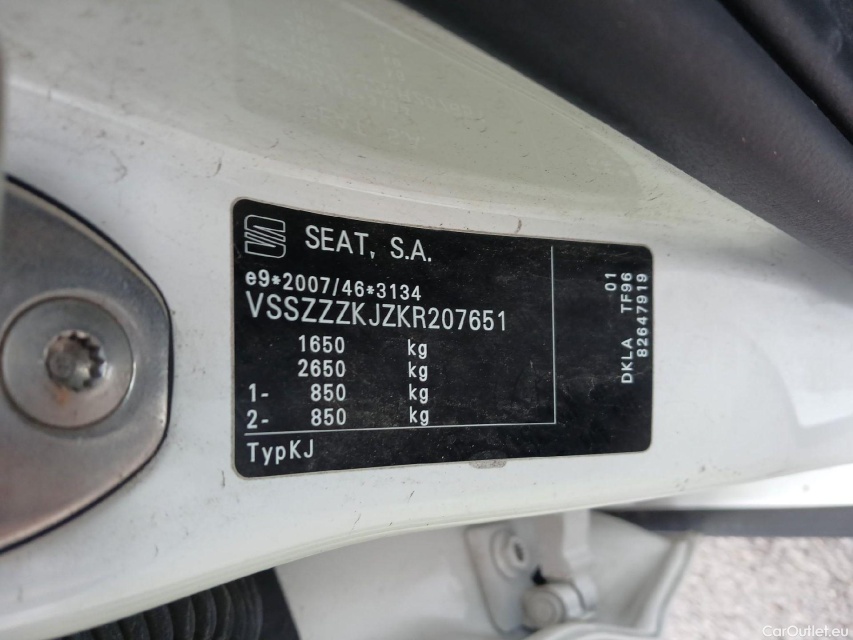 SEAT, S.A.
e9*2007/46*3134
VSSZZZKJZKR207651
1650 kg
2650 kg
1- 850 kg
2- 850 kg
TypKJ
01
DKLA TF96
82647919
CarOutlet.eu